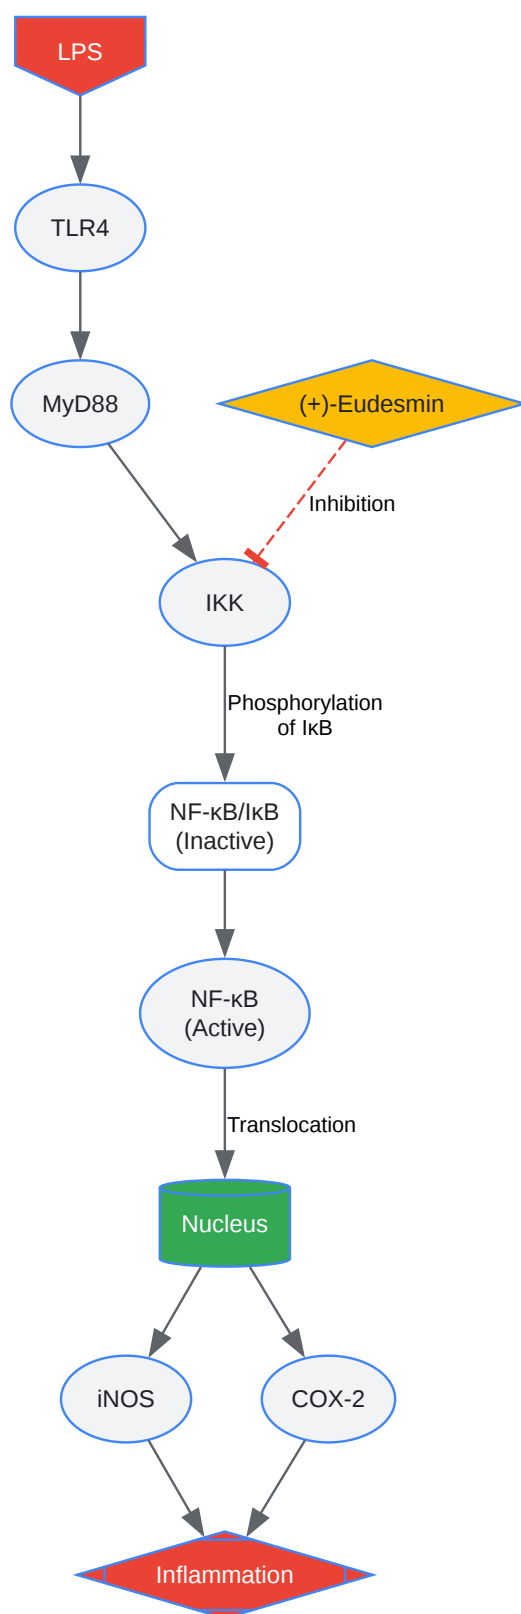 LPS
TLR4
MyD88
(+)-Eudesmin
Inhibition
IKK
Phosphorylation
of IκB
NF-κB/IκB
(Inactive)
NF-κB
(Active)
Translocation
Nucleus
iNOS
COX-2
Inflammation